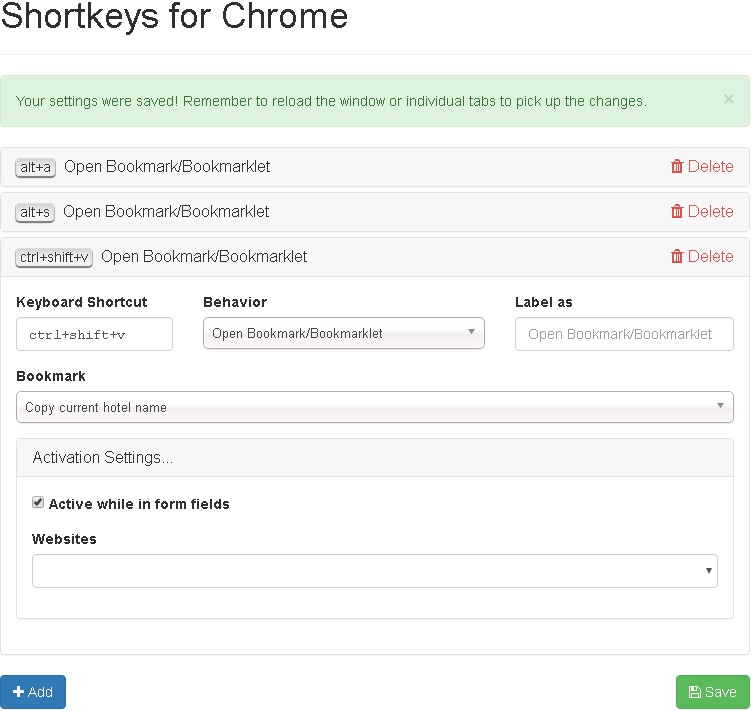 Shortkeys for Chrome
Your settings were saved! Remember to reload the window or individual tabs to pick up the changes. ×
alt+a Open Bookmark/Bookmarklet Delete
alt+s Open Bookmark/Bookmarklet Delete
ctrl+shift+v Open Bookmark/Bookmarklet Delete
Keyboard Shortcut Behavior Label as
ctrl+shift+v Open Bookmark/Bookmarklet Open Bookmark/Bookmarklet
Bookmark
Copy current hotel name
Activation Settings...
Active while in form fields
Websites
Add Save